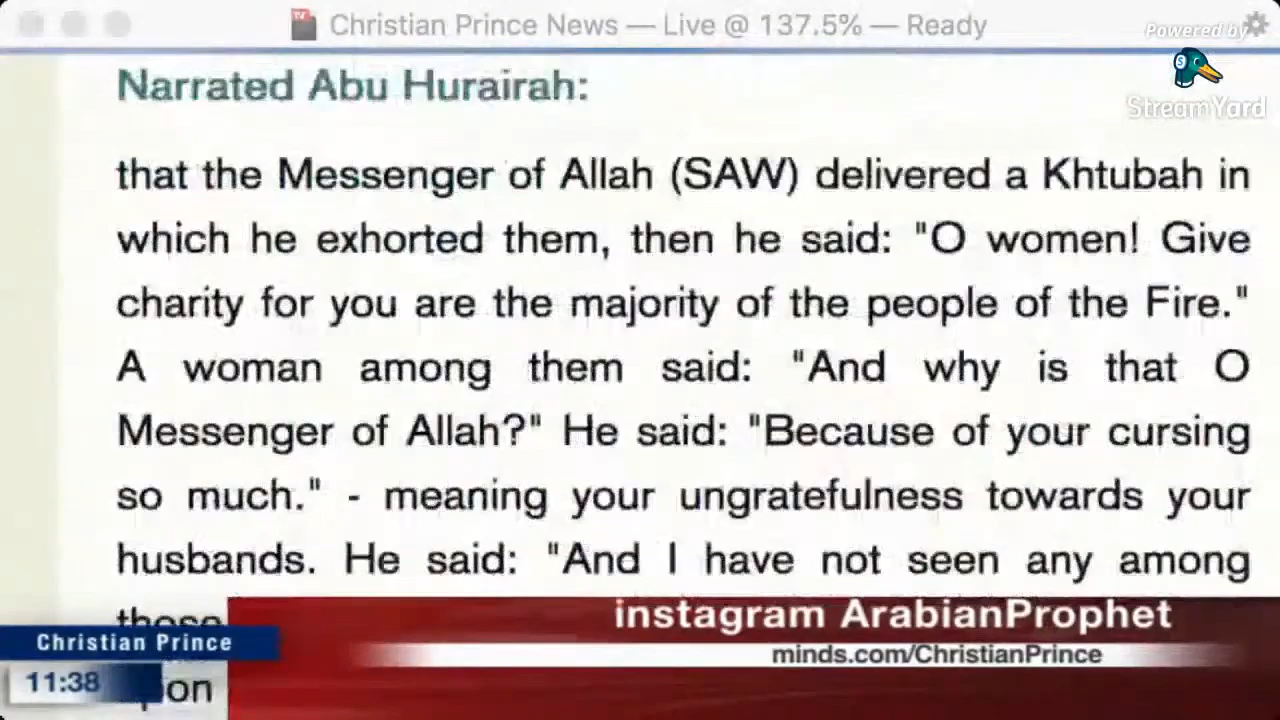 Christian Prince News — Live @ 137.5% — Ready
Powered by
StreamYard
Narrated Abu Hurairah:
that the Messenger of Allah (SAW) delivered a Khtubah in
which he exhorted them, then he said: "O women! Give
charity for you are the majority of the people of the Fire."
A woman among them said: "And why is that O
Messenger of Allah?" He said: "Because of your cursing
so much." - meaning your ungratefulness towards your
husbands. He said: "And I have not seen any among
those
instagram ArabianProphet
Christian Prince
minds.com/ChristianPrince
11:38